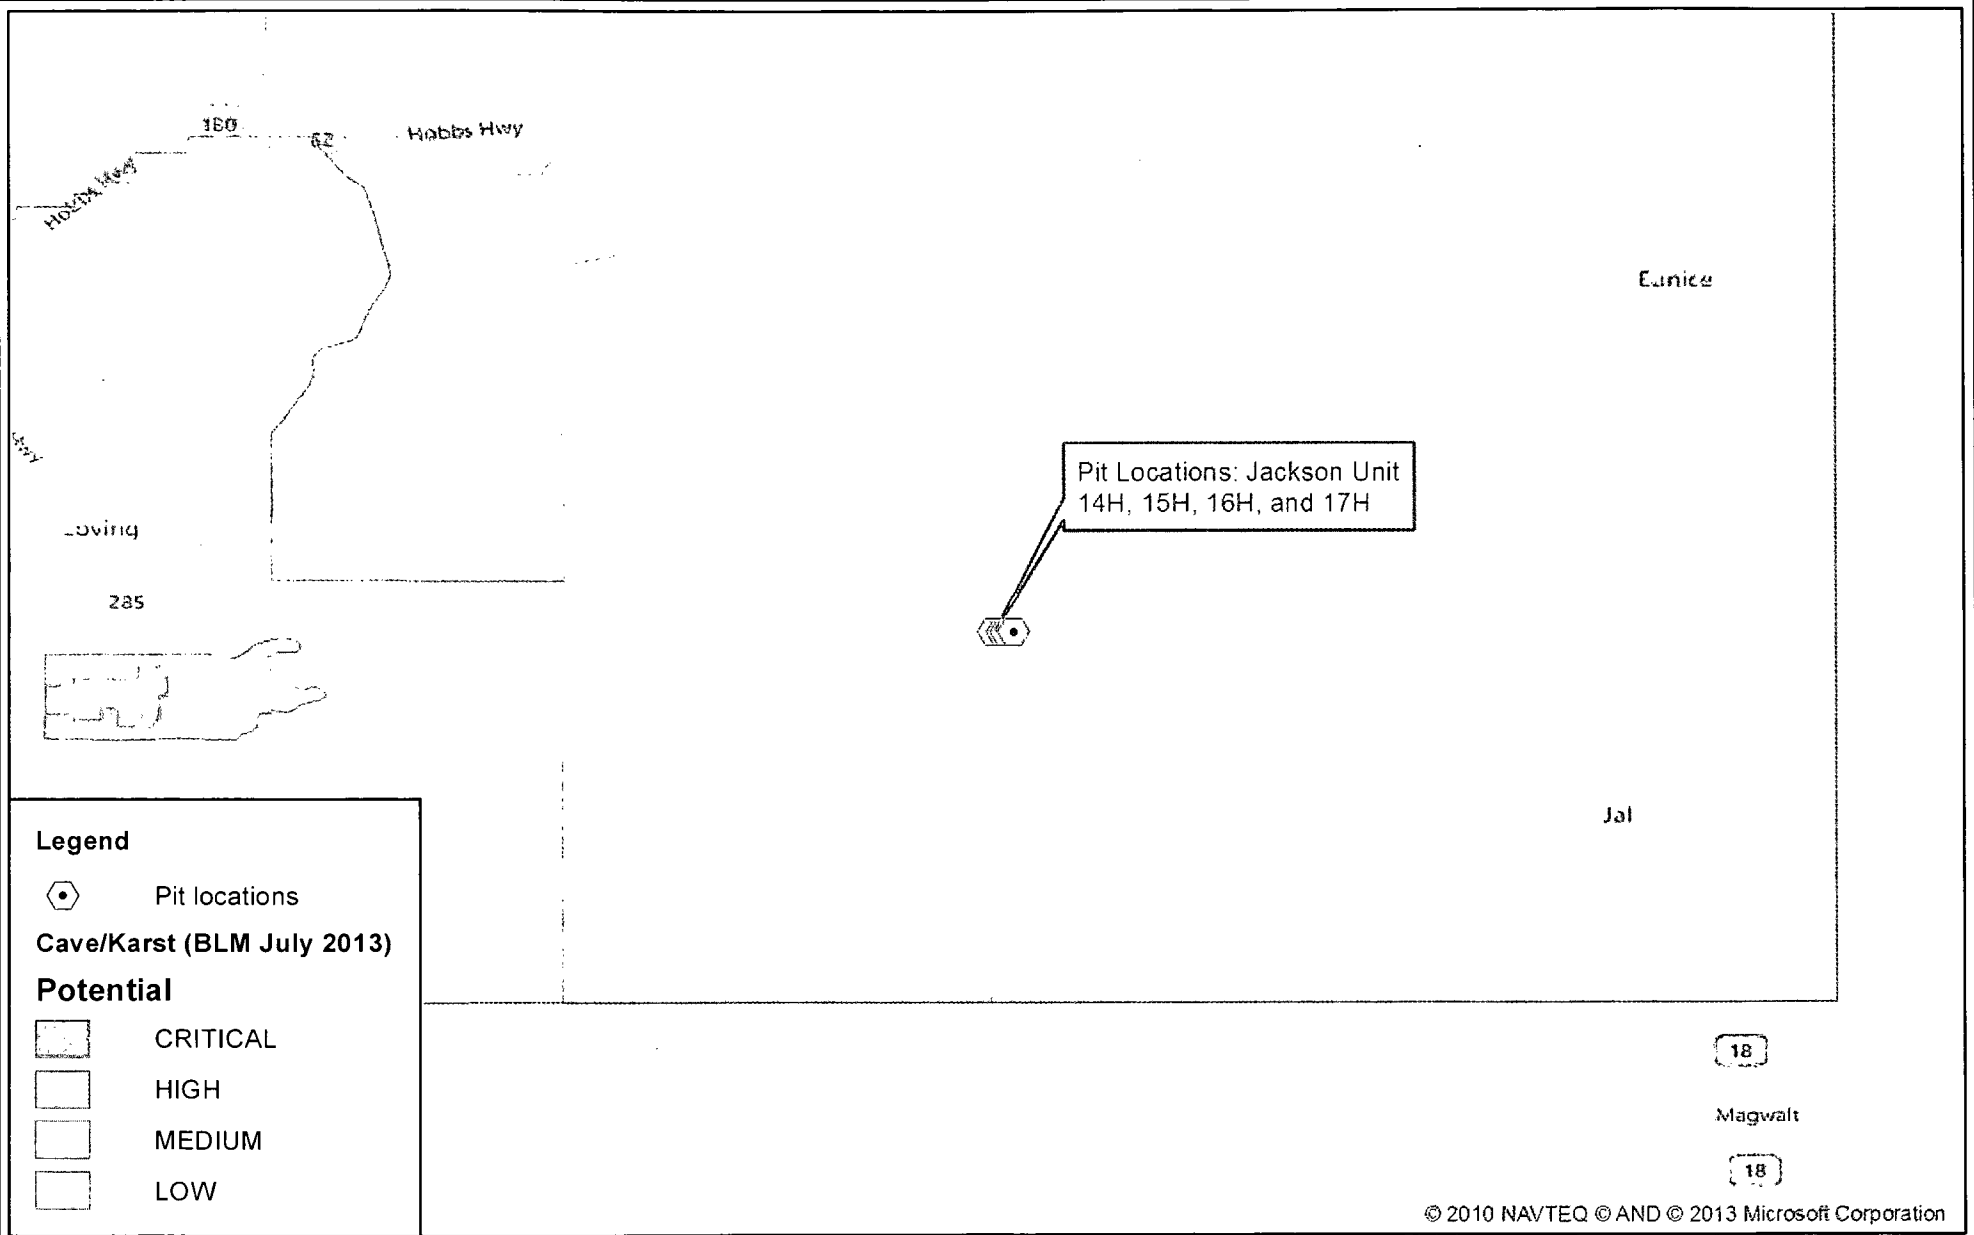 180
62
Hobbs Hwy
Eunice
Pit Locations: Jackson Unit
14H, 15H, 16H, and 17H
Loving
285
Jal
Legend
Pit locations
Cave/Karst (BLM July 2013)
Potential
CRITICAL
HIGH
MEDIUM
LOW
18
Magwalt
18
© 2010 NAVTEQ © AND © 2013 Microsoft Corporation